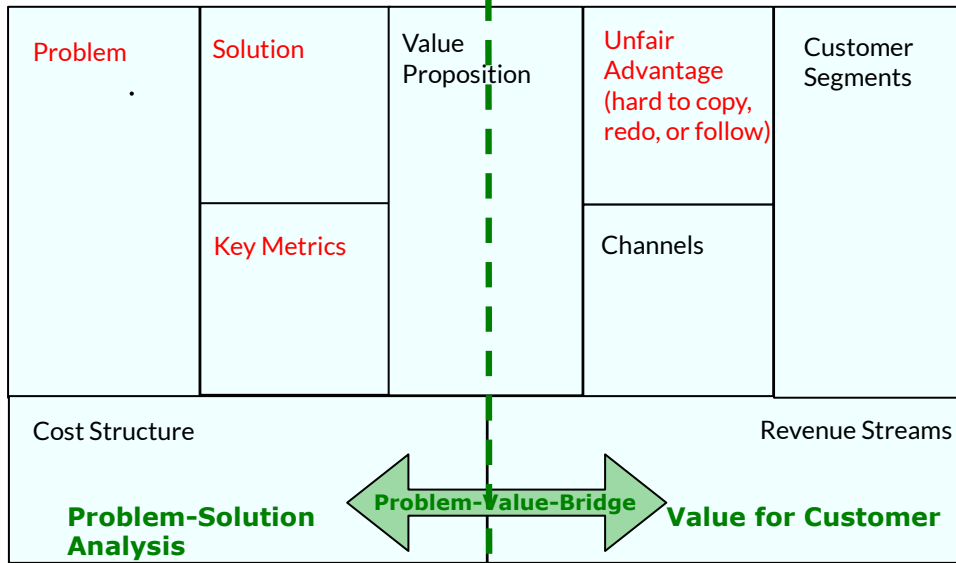 Problem
Solution
Value
Proposition
Unfair
Advantage
(hard to copy,
redo, or follow)
Customer
Segments
Key Metrics
Channels
Cost Structure
Revenue Streams
Problem-Value-Bridge
Problem-Solution
Analysis
Value for Customer